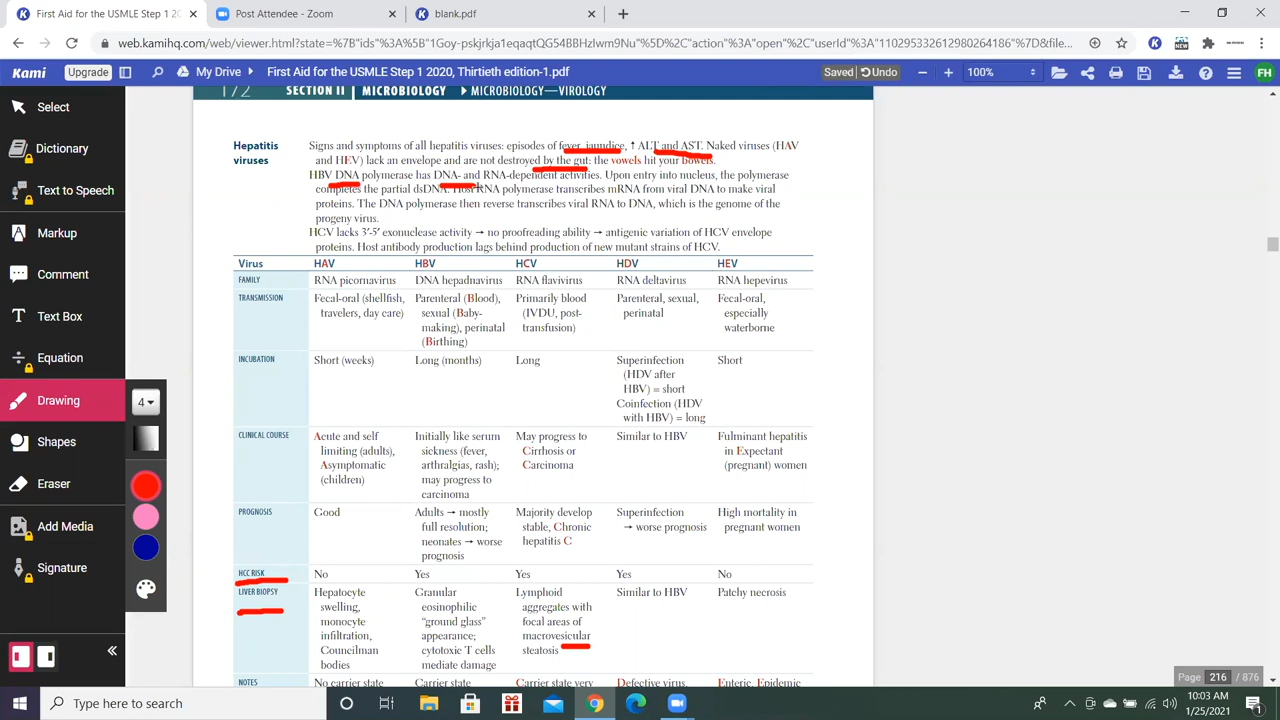 First Aid for the USMLE Step 1 20
Post Attendee - Zoom
blank.pdf
web.kamihq.com/web/viewer.html?state=%7B"ids"%3A%5B"1Goy-pskjrkja1eqaqtQG54BBHzlwm9Nu"%5D%2C"action"%3A"open"%2C"userId"%3A"110295332612980264186"%7D&file...
Kami
Upgrade
My Drive
First Aid for the USMLE Step 1 2020, Thirtieth edition-1.pdf
Saved
Undo
100%
FH
Select
Dictionary
Text to Speech
Markup
Comment
Text Box
Equation
Drawing
Shapes
Eraser
Add Media
Signature
4
172 SECTION II MICROBIOLOGY MICROBIOLOGY—VIROLOGY
Hepatitis
viruses
Signs and symptoms of all hepatitis viruses: episodes of fever, jaundice, ↑ ALT and AST. Naked viruses (HAV
and HEV) lack an envelope and are not destroyed by the gut: the vowels hit your bowels.
HBV DNA polymerase has DNA- and RNA-dependent activities. Upon entry into nucleus, the polymerase
completes the partial dsDNA. Host RNA polymerase transcribes mRNA from viral DNA to make viral
proteins. The DNA polymerase then reverse transcribes viral RNA to DNA, which is the genome of the
progeny virus.
HCV lacks 3′-5′ exonuclease activity → no proofreading ability → antigenic variation of HCV envelope
proteins. Host antibody production lags behind production of new mutant strains of HCV.
Virus HAV HBV HCV HDV HEV
FAMILY RNA picornavirus DNA hepadnavirus RNA flavivirus RNA deltavirus RNA hepevirus
TRANSMISSION Fecal-oral (shellfish, Parenteral (Blood), Primarily blood Parenteral, sexual, Fecal-oral,
travelers, day care) sexual (Baby- (IVDU, post- perinatal especially
making), perinatal transfusion) waterborne
(Birthing)
INCUBATION Short (weeks) Long (months) Long Superinfection Short
(HDV after
HBV) = short
Coinfection (HDV
with HBV) = long
CLINICAL COURSE Acute and self Initially like serum May progress to Similar to HBV Fulminant hepatitis
limiting (adults), sickness (fever, Cirrhosis or in Expectant
Asymptomatic arthralgias, rash); Carcinoma (pregnant) women
(children) may progress to
carcinoma
PROGNOSIS Good Adults → mostly Majority develop Superinfection High mortality in
full resolution; stable, Chronic → worse prognosis pregnant women
neonates → worse hepatitis C
prognosis
HCC RISK No Yes Yes Yes No
LIVER BIOPSY Hepatocyte Granular Lymphoid Similar to HBV Patchy necrosis
swelling, eosinophilic aggregates with
monocyte "ground glass" focal areas of
infiltration, appearance; macrovesicular
Councilman cytotoxic T cells steatosis
bodies mediate damage
NOTES No carrier state Carrier state Carrier state very Defective virus, Enteric, Epidemic
Page 216 / 876
Type here to search
10:03 AM
1/25/2021